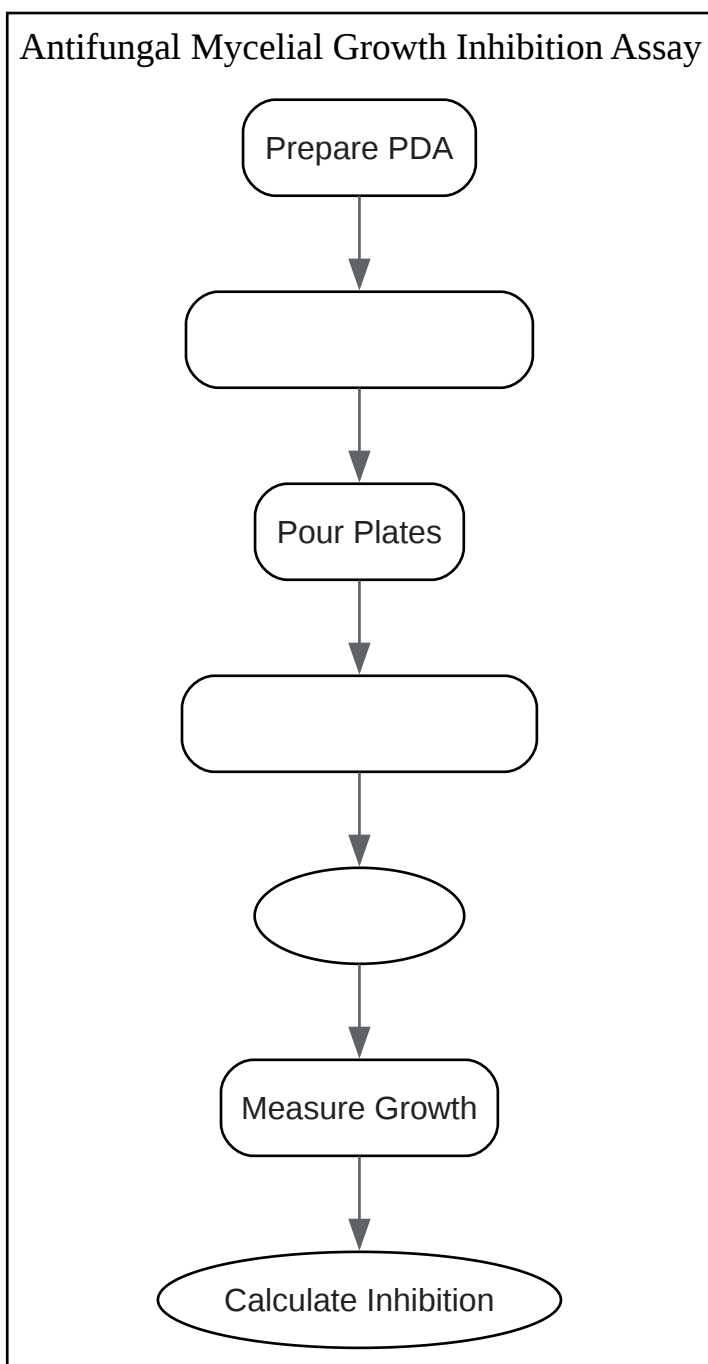 Antifungal Mycelial Growth Inhibition Assay
Prepare PDA
Pour Plates
Measure Growth
Calculate Inhibition